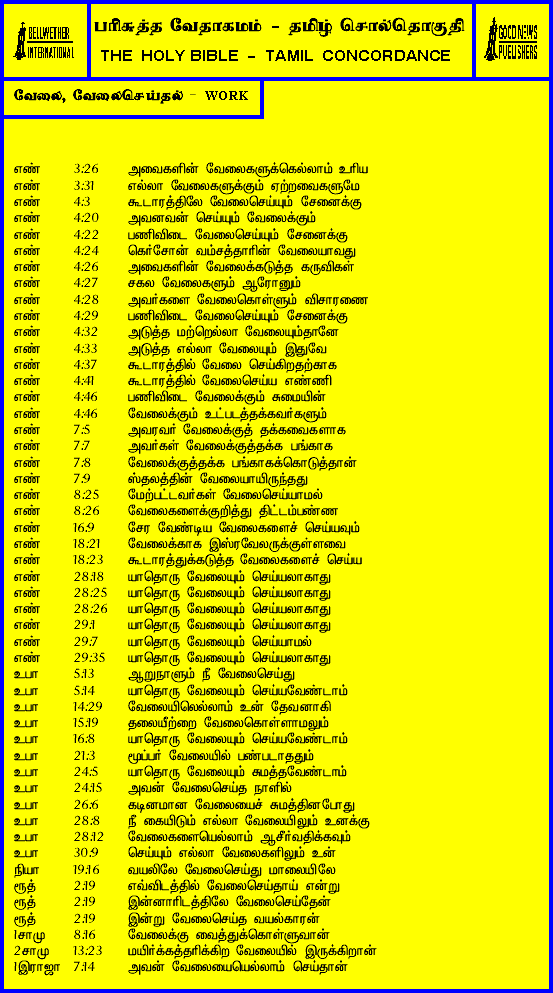 BELLWETHER
INTERNATIONAL
பரிசுத்த வேதாகமம் - தமிழ் சொல்தொகுதி
THE HOLY BIBLE - TAMIL CONCORDANCE
GOOD NEWS
PUBLISHERS
வேலை, வேலைசெய்தல் - WORK
எண் 3:26 அவைகளின் வேலைகளுக்கெல்லாம் உரிய
எண் 3:31 எல்லா வேலைகளுக்கும் ஏற்றவைகளுமே
எண் 4:3 கூடாரத்திலே வேலைசெய்யும் சேனைக்கு
எண் 4:20 அவனவன் செய்யும் வேலைக்கும்
எண் 4:22 பணிவிடை வேலைசெய்யும் சேனைக்கு
எண் 4:24 கெர்சோன் வம்சத்தாரின் வேலையாவது
எண் 4:26 அவைகளின் வேலைக்கடுத்த கருவிகள்
எண் 4:27 சகல வேலைகளும் ஆரோனும்
எண் 4:28 அவர்களை வேலைகொள்ளும் விசாரணை
எண் 4:29 பணிவிடை வேலைசெய்யும் சேனைக்கு
எண் 4:32 அடுத்த மற்றெல்லா வேலையும்தானே
எண் 4:33 அடுத்த எல்லா வேலையும் இதுவே
எண் 4:37 கூடாரத்தில் வேலை செய்கிறதற்காக
எண் 4:41 கூடாரத்தில் வேலைசெய்ய எண்ணி
எண் 4:46 பணிவிடை வேலைக்கும் சுமையின்
எண் 4:46 வேலைக்கும் உட்படத்தக்கவர்களும்
எண் 7:5 அவரவர் வேலைக்குத் தக்கவைகளாக
எண் 7:7 அவர்கள் வேலைக்குத்தக்க பங்காக
எண் 7:8 வேலைக்குத்தக்க பங்காகக்கொடுத்தான்
எண் 7:9 ஸ்தலத்தின் வேலையாயிருந்தது
எண் 8:25 மேற்பட்டவர்கள் வேலைசெய்யாமல்
எண் 8:26 வேலைகளைக்குறித்து திட்டம்பண்ண
எண் 16:9 சேர வேண்டிய வேலைகளைச் செய்யவும்
எண் 18:21 வேலைக்காக இஸ்ரவேலருக்குள்ளவை
எண் 18:23 கூடாரத்துக்கடுத்த வேலைகளைச் செய்ய
எண் 28:18 யாதொரு வேலையும் செய்யலாகாது
எண் 28:25 யாதொரு வேலையும் செய்யலாகாது
எண் 28:26 யாதொரு வேலையும் செய்யலாகாது
எண் 29:1 யாதொரு வேலையும் செய்யலாகாது
எண் 29:7 யாதொரு வேலையும் செய்யாமல்
எண் 29:35 யாதொரு வேலையும் செய்யலாகாது
உபா 5:13 ஆறுநாளும் நீ வேலைசெய்து
உபா 5:14 யாதொரு வேலையும் செய்யவேண்டாம்
உபா 14:29 வேலையிலெல்லாம் உன் தேவனாகி
உபா 15:19 தலையீற்றை வேலைகொள்ளாமலும்
உபா 16:8 யாதொரு வேலையும் செய்யவேண்டாம்
உபா 21:3 மூப்பர் வேலையில் பண்படாததும்
உபா 24:5 யாதொரு வேலையும் சுமத்தவேண்டாம்
உபா 24:15 அவன் வேலைசெய்த நாளில்
உபா 26:6 கடினமான வேலையைச் சுமத்தினபோது
உபா 28:8 நீ கையிடும் எல்லா வேலையிலும் உனக்கு
உபா 28:12 வேலைகளையெல்லாம் ஆசீர்வதிக்கவும்
உபா 30:9 செய்யும் எல்லா வேலைகளிலும் உன்
நியா 19:16 வயலிலே வேலைசெய்து மாலையிலே
ரூத் 2:19 எவ்விடத்தில் வேலைசெய்தாய் என்று
ரூத் 2:19 இன்னாரிடத்திலே வேலைசெய்தேன்
ரூத் 2:19 இன்று வேலைசெய்த வயல்காரன்
1சாமு 8:16 வேலைக்கு வைத்துக்கொள்ளுவான்
2சாமு 13:23 மயிர்க்கத்தரிக்கிற வேலையில் இருக்கிறான்
1இராஜா 7:14 அவன் வேலையையெல்லாம் செய்தான்